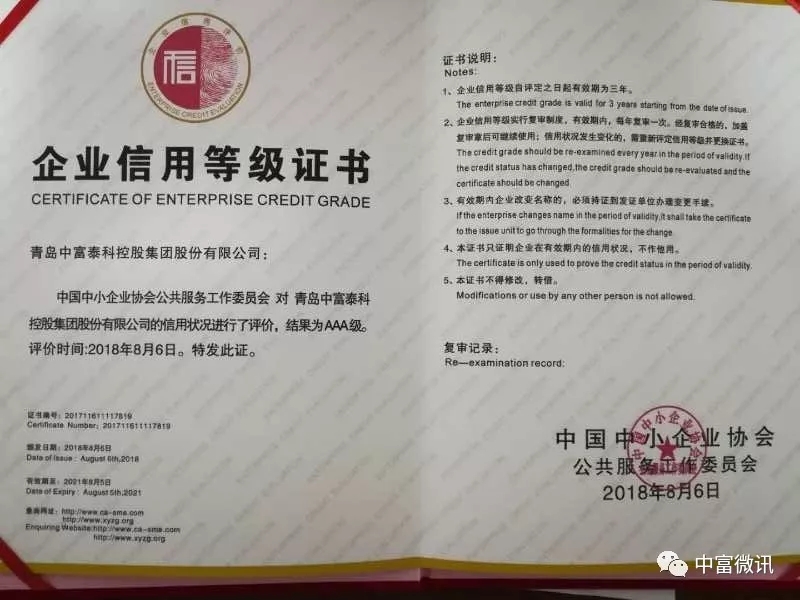 企业信用评价
信
ENTERPRISE CREDIT EVALUATION
企业信用等级证书
CERTIFICATE OF ENTERPRISE CREDIT GRADE
青岛中富泰科控股集团股份有限公司：
中国中小企业协会公共服务工作委员会 对 青岛中富泰科
控股集团股份有限公司的信用状况进行了评价，结果为AAA级。
评价时间:2018年8月6日。特发此证。
证书编号：201711611117819
Certificate Number: 201711611117819
颁发日期：2018年8月6日
Date of Issue : August 6th,2018
有效期至：2021年8月5日
Date of Expiry : August 5th,2021
查询网址：http://www.ca-sme.com
http://www.xyzg.org
Enquiring Website:http://www.ca-sme.com
http://www.xyzg.org
证书说明：
Notes:
1、企业信用等级自评定之日起有效期为三年。
The enterprise credit grade is valid for 3 years starting from the date of issue.
2、企业信用等级实行复审制度，有效期内，每年复审一次。经复审合格的，加盖
复审章后可继续使用；信用状况发生变化的，需重新评定信用等级并更换证书。
The credit grade should be re-examined every year in the period of validity.If
the credit status has changed,the credit grade should be re-evaluated and the
certificate should be changed.
3、有效期内企业改变名称的，必须持证到发证单位办理变更手续。
If the enterprise changes name in the period of validity,it shall take the certificate
to the issue unit to go through the formalities for the change.
4、本证书只证明企业在有效期内的信用状况，不作他用。
The certificate is only used to prove the credit status in the period of validity.
5、本证书不得修改，转借。
Modifications or use by any other person is not allowed.
复审记录：
Re—examination record:
中国中小企业协会
公共服务工作委员会
2018年8月6日
中富微讯